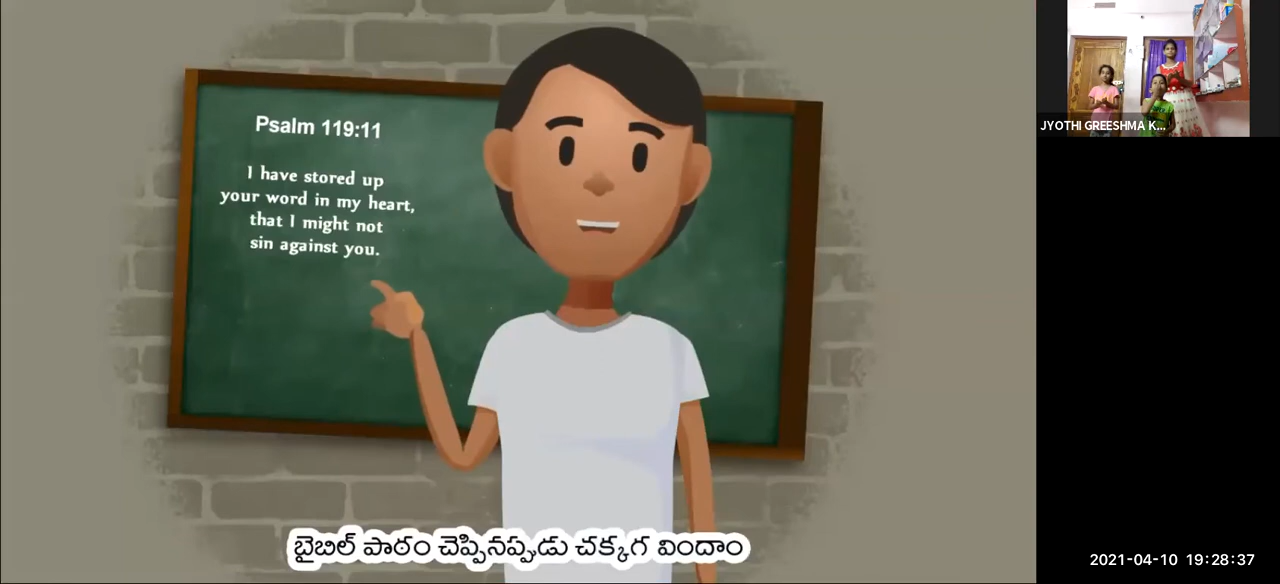 Psalm 119:11
I have stored up
your word in my heart,
that I might not
sin against you.
బైబిల్ పాఠం చెప్పినప్పుడు చక్కగ విందాం
JYOTHI GREESHMA K...
2021-04-10 19:28:37